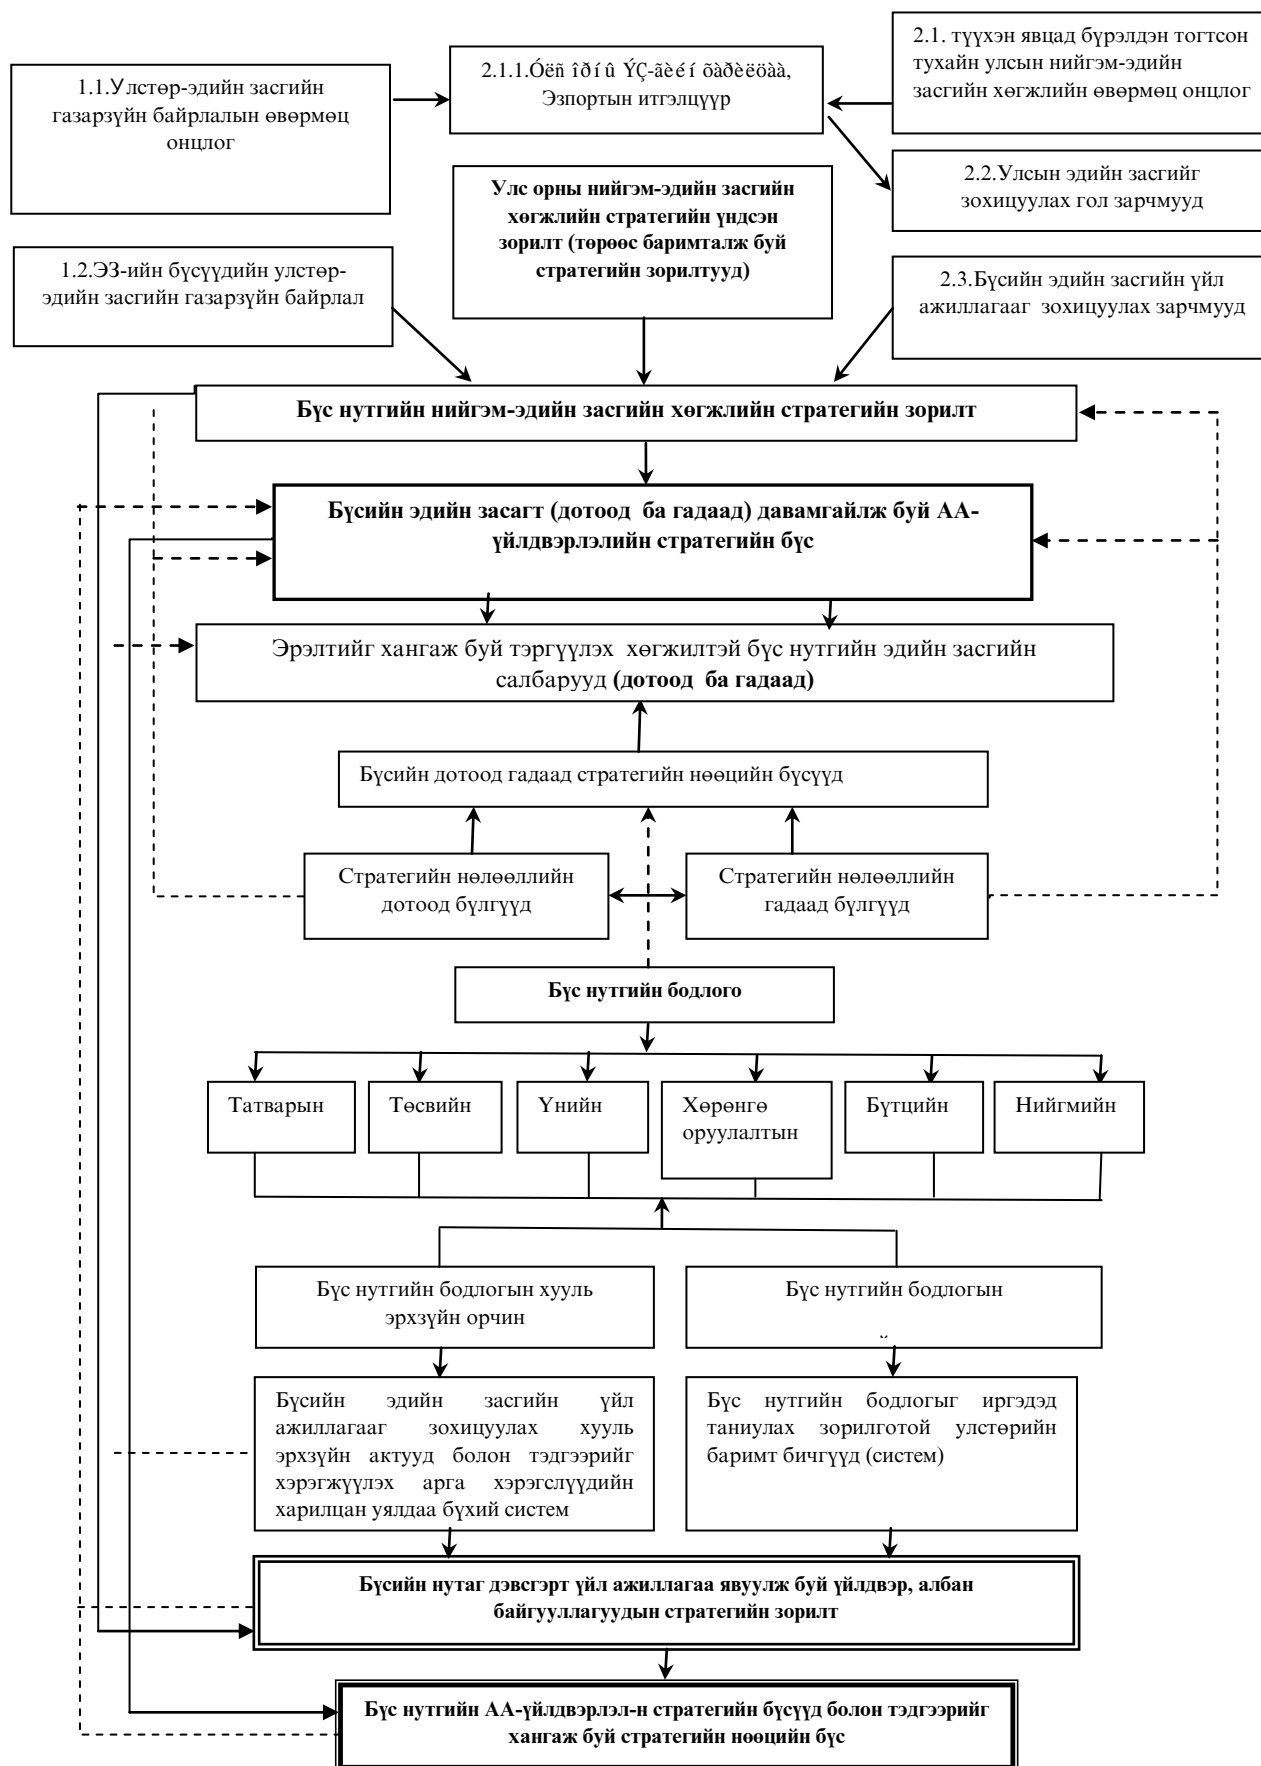 2.1. түүхэн явцад бүрэлдэн тогтсон
тухайн улсын нийгэм-эдийн
засгийн хөгжлийн өвөрмөц онцлог
2.1.1.Óëñ îðíû ÝÇ-ãèéí õàðèëöàà,
Эзпортын итгэлцүүр
1.1.Улстөр-эдийн засгийн
газарзүйн байрлалын өвөрмөц
онцлог
2.2.Улсын эдийн засгийг
зохицуулах гол зарчмууд
Улс орны нийгэм-эдийн засгийн
хөгжлийн стратегийн үндсэн
зорилт (төрөөс баримталж буй
стратегийн зорилтууд)
1.2.ЭЗ-ийн бүсүүдийн улстөр-
эдийн засгийн газарзүйн байрлал
2.3.Бүсийн эдийн засгийн үйл
ажиллагааг зохицуулах зарчмууд
Бүс нутгийн нийгэм-эдийн засгийн хөгжлийн стратегийн зорилт
Бүсийн эдийн засагт (дотоод ба гадаад) давамгайлж буй АА-
үйлдвэрлэлийн стратегийн бүс
Эрэлтийг хангаж буй тэргүүлэх хөгжилтэй бүс нутгийн эдийн засгийн
салбарууд (дотоод ба гадаад)
Бүсийн дотоод гадаад стратегийн нөөцийн бүсүүд
Стратегийн нөлөөллийн
дотоод бүлгүүд
Стратегийн нөлөөллийн
гадаад бүлгүүд
Бүс нутгийн бодлого
Татварын
Төсвийн
Үнийн
Хөрөнгө
оруулалтын
Бүтцийн
Нийгмийн
Бүс нутгийн бодлогын хууль
эрхзүйн орчин
Бүс нутгийн бодлогын
Бүсийн эдийн засгийн үйл
ажиллагааг зохицуулах хууль
эрхзүйн актууд болон тэдгээрийг
хэрэгжүүлэх арга хэрэгслүүдийн
харилцан уялдаа бүхий систем
Бүс нутгийн бодлогыг иргэдэд
таниулах зорилготой улстөрийн
баримт бичгүүд (систем)
Бүсийн нутаг дэвсгэрт үйл ажиллагаа явуулж буй үйлдвэр, албан
байгууллагуудын стратегийн зорилт
Бүс нутгийн АА-үйлдвэрлэл-н стратегийн бүсүүд болон тэдгээрийг
хангаж буй стратегийн нөөцийн бүс